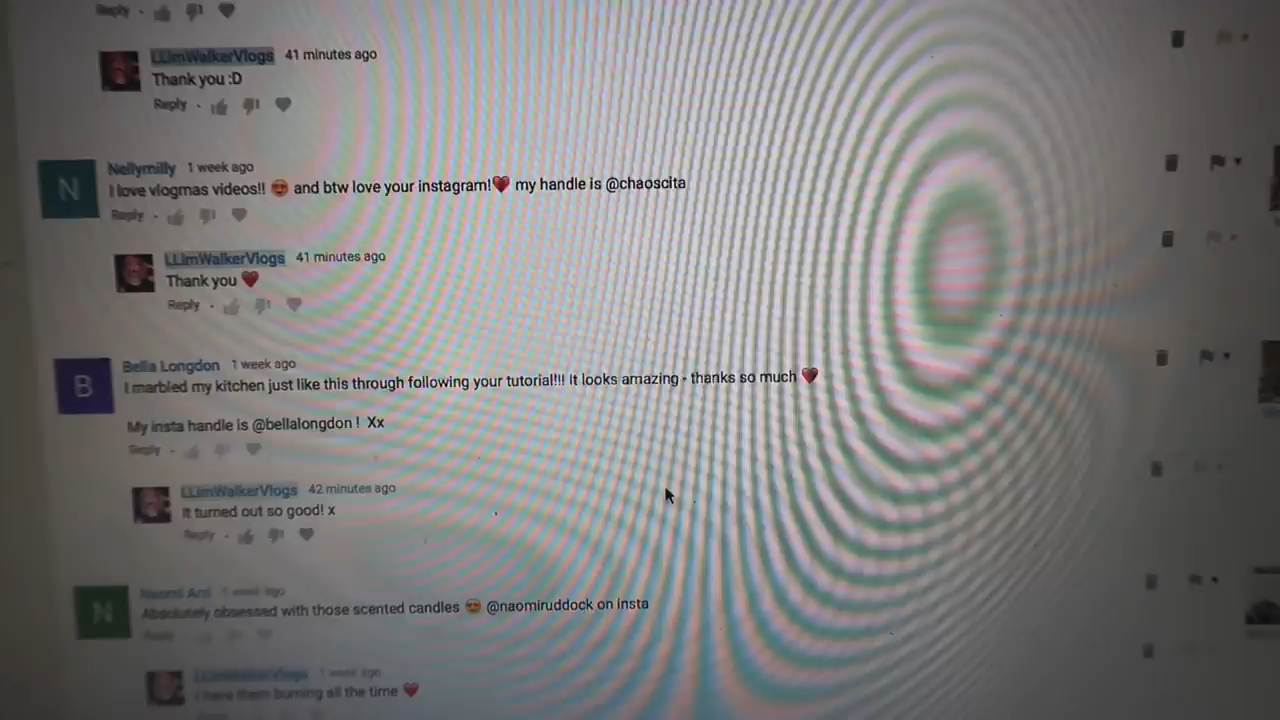 Reply
LLimWalkerVlogs 41 minutes ago
Thank you :D
Reply
N
Nellymilly 1 week ago
I love vlogmas videos!! 😍 and btw love your instagram!❤ my handle is @chaoscita
Reply
LLimWalkerVlogs 41 minutes ago
Thank you ❤
Reply
B
Bella Longdon 1 week ago
I marbled my kitchen just like this through following your tutorial!!! It looks amazing - thanks so much ❤
My insta handle is @bellalongdon ! Xx
Reply
LLimWalkerVlogs 42 minutes ago
It turned out so good! x
Reply
N
1 week ago
Absolutely obsessed with those scented candles 😍 @naomiruddock on insta
Reply
LLimWalkerVlogs 1 week ago
I have them burning all the time ❤